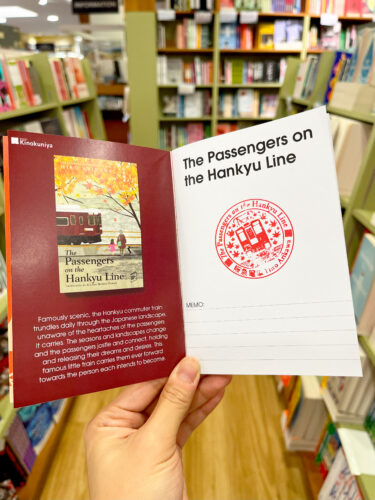 INFORMATION
Kinokuniya
The
Passengers
on the
Hankyu Line
Famously scenic, the Hankyu commuter train
trundles daily through the Japanese landscape,
unaware of the heartaches of the passengers
it carries. The seasons and landscapes change
and the passengers jostle and connect, holding
and releasing their dreams and desires. This
famous little train carries them ever forward
towards the person each intends to become.
The Passengers on
the Hankyu Line
The Passengers on the Hankyu Line
MEMO: